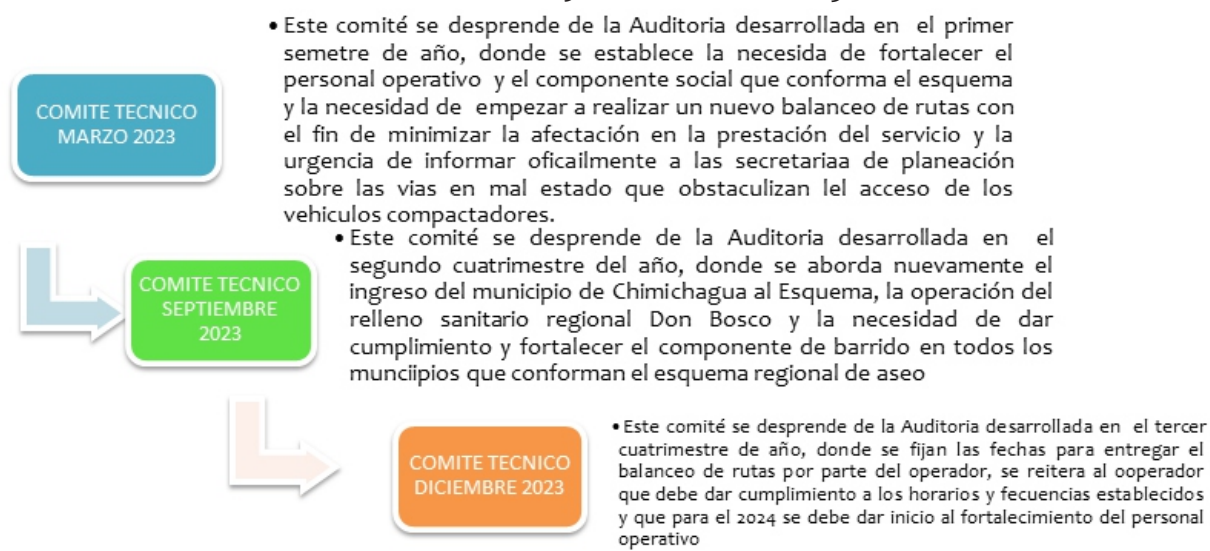 • Este comité se desprende de la Auditoria desarrollada en el primer
semetre de año, donde se establece la necesida de fortalecer el
personal operativo y el componente social que conforma el esquema
y la necesidad de empezar a realizar un nuevo balanceo de rutas con
el fin de minimizar la afectación en la prestación del servicio y la
urgencia de informar oficailmente a las secretariaa de planeación
sobre las vias en mal estado que obstaculizan lel acceso de los
vehiculos compactadores.
COMITE TECNICO
MARZO 2023
• Este comité se desprende de la Auditoria desarrollada en el
segundo cuatrimestre del año, donde se aborda nuevamente el
ingreso del municipio de Chimichagua al Esquema, la operación del
relleno sanitario regional Don Bosco y la necesidad de dar
cumplimiento y fortalecer el componente de barrido en todos los
munciipios que conforman el esquema regional de aseo
COMITE TECNICO
SEPTIEMBRE
2023
• Este comité se desprende de la Auditoria desarrollada en el tercer
cuatrimestre de año, donde se fijan las fechas para entregar el
balanceo de rutas por parte del operador, se reitera al ooperador
que debe dar cumplimiento a los horarios y fecuencias establecidos
y que para el 2024 se debe dar inicio al fortalecimiento del personal
operativo
COMITE TECNICO
DICIEMBRE 2023